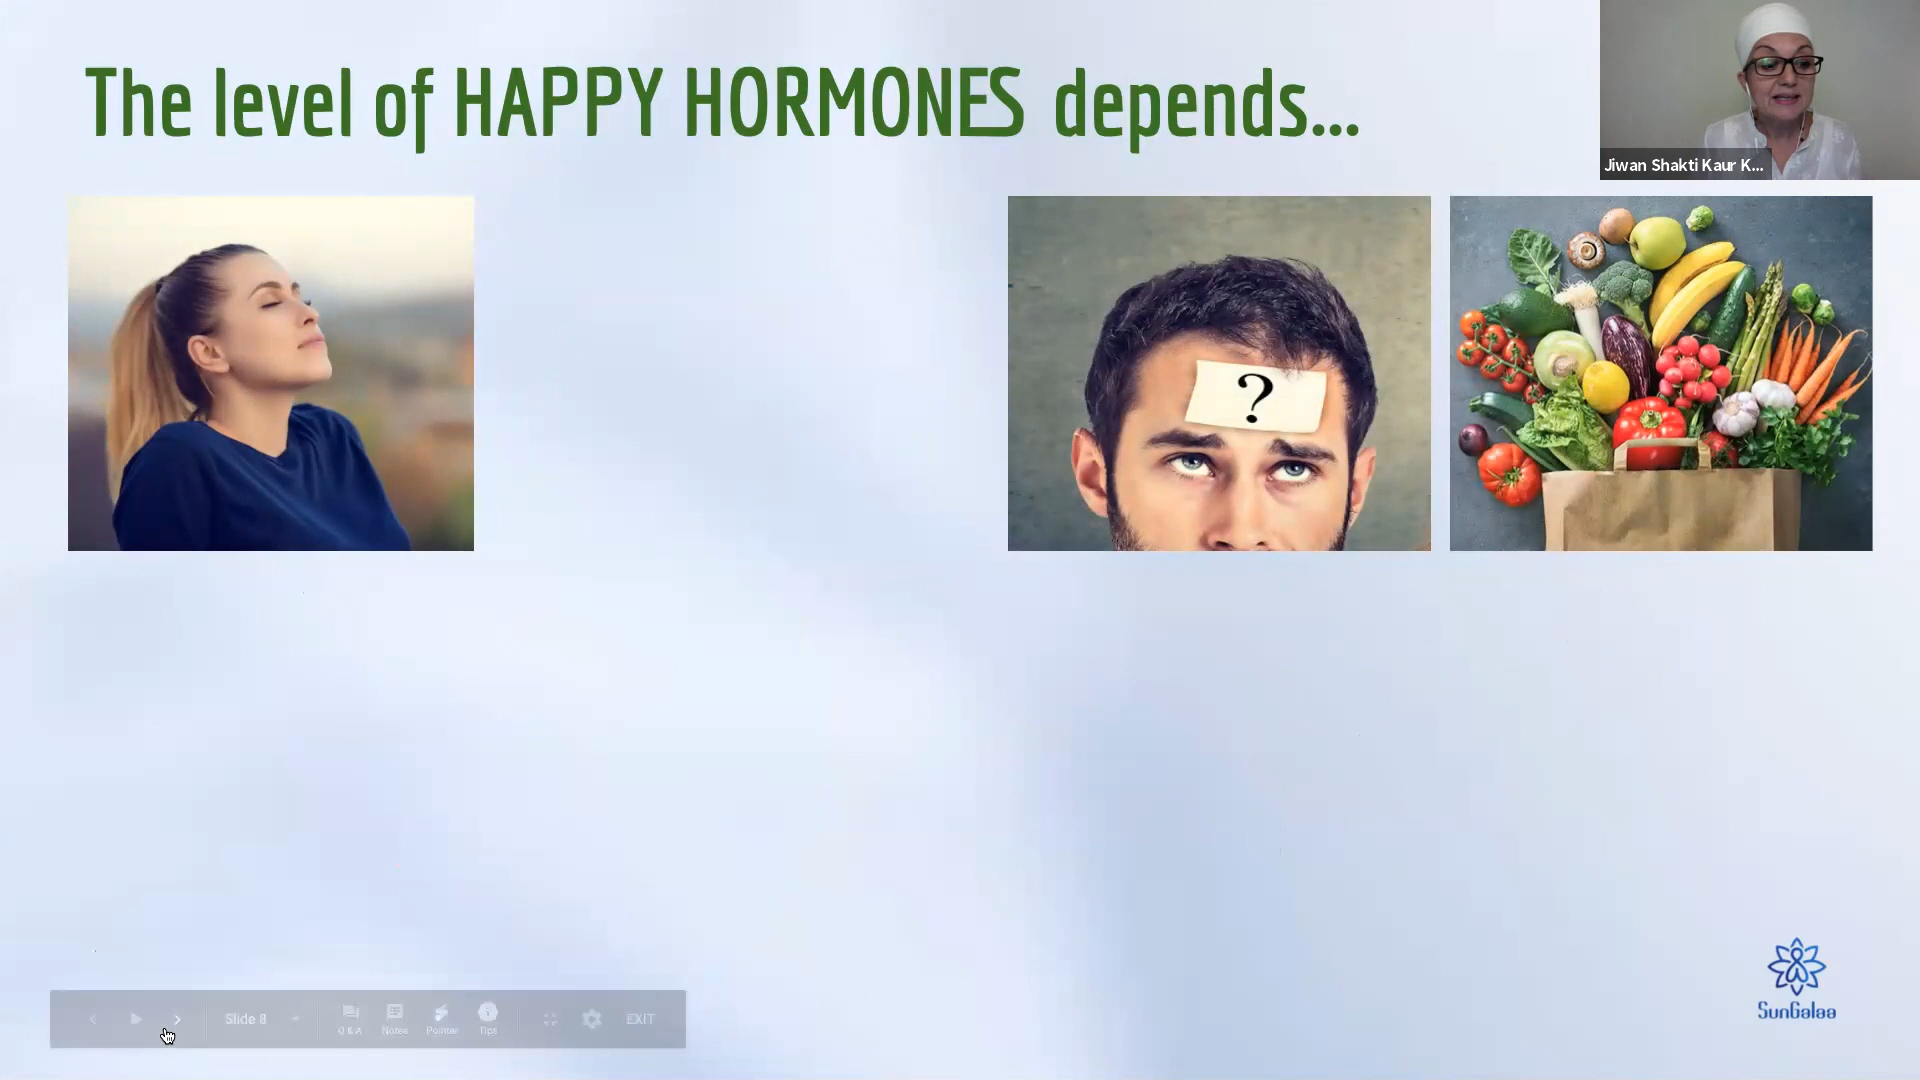 The level of HAPPY HORMONES depends...
Jiwan Shakti Kaur K...
?
SunGalaa
Slide 8
Q & A
Notes
Pointer
Tips
EXIT